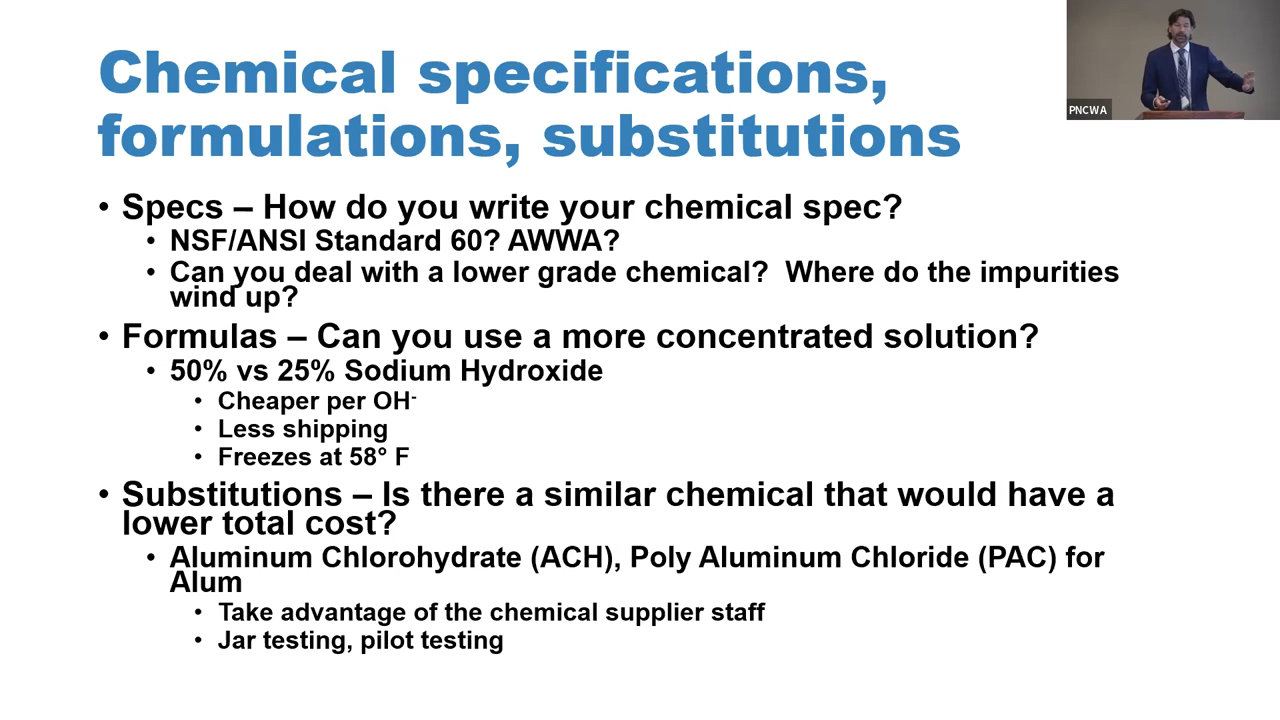 Chemical specifications,
formulations, substitutions
PNCWA
• Specs – How do you write your chemical spec?
• NSF/ANSI Standard 60? AWWA?
• Can you deal with a lower grade chemical?  Where do the impurities
wind up?
• Formulas – Can you use a more concentrated solution?
• 50% vs 25% Sodium Hydroxide
• Cheaper per OH⁻
• Less shipping
• Freezes at 58° F
• Substitutions – Is there a similar chemical that would have a
lower total cost?
• Aluminum Chlorohydrate (ACH), Poly Aluminum Chloride (PAC) for
Alum
• Take advantage of the chemical supplier staff
• Jar testing, pilot testing